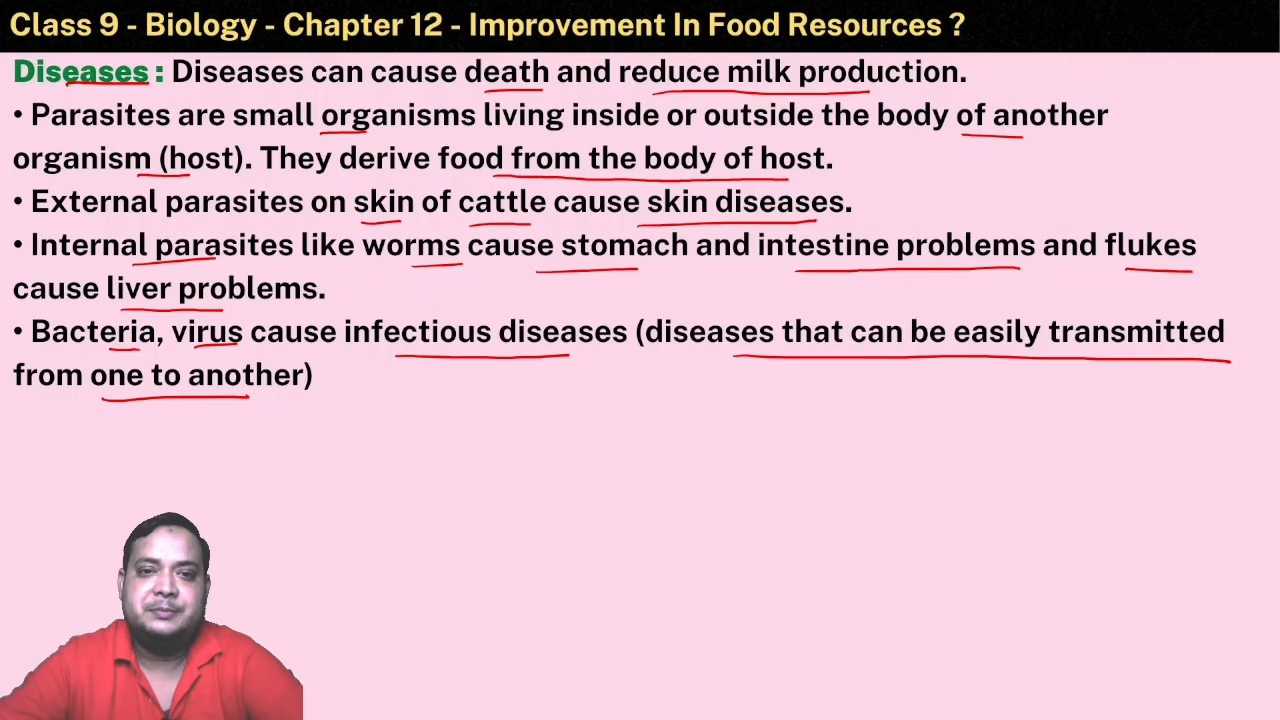 Class 9 - Biology - Chapter 12 - Improvement In Food Resources ?
Diseases : Diseases can cause death and reduce milk production.
• Parasites are small organisms living inside or outside the body of another
organism (host). They derive food from the body of host.
• External parasites on skin of cattle cause skin diseases.
• Internal parasites like worms cause stomach and intestine problems and flukes
cause liver problems.
• Bacteria, virus cause infectious diseases (diseases that can be easily transmitted
from one to another)